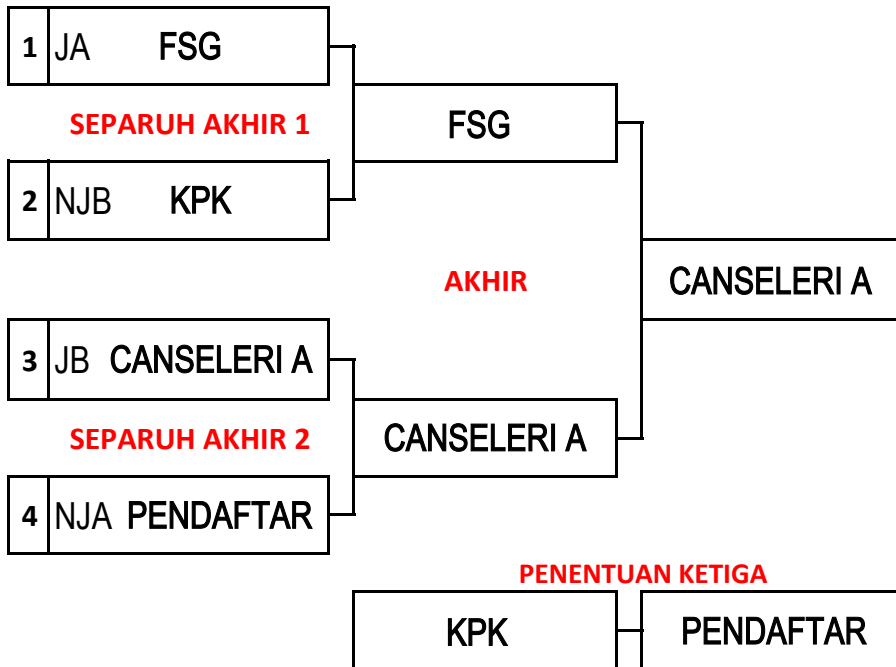 1 JA FSG
SEPARUH AKHIR 1
FSG
2 NJB KPK
AKHIR
CANSELERI A
3 JB CANSELERI A
SEPARUH AKHIR 2
CANSELERI A
4 NJA PENDAFTAR
PENENTUAN KETIGA
KPK PENDAFTAR